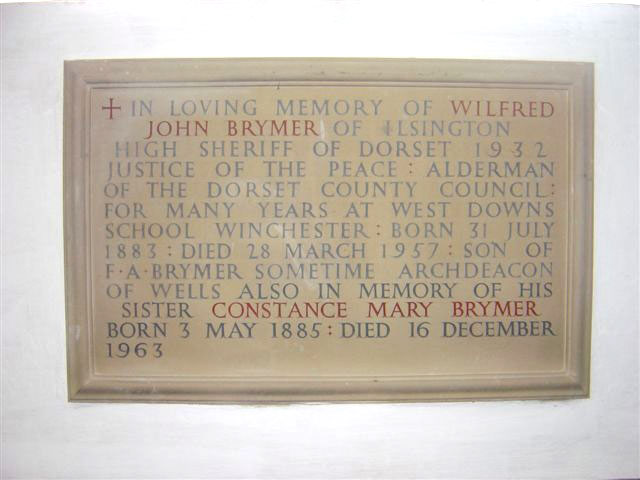 + IN LOVING MEMORY OF WILFRED
JOHN BRYMER OF ILSINGTON
HIGH SHERIFF OF DORSET 1932
JUSTICE OF THE PEACE : ALDERMAN
OF THE DORSET COUNTY COUNCIL :
FOR MANY YEARS AT WEST DOWNS
SCHOOL WINCHESTER : BORN 31 JULY
1883 : DIED 28 MARCH 1957 : SON OF
F · A · BRYMER SOMETIME ARCHDEACON
OF WELLS ALSO IN MEMORY OF HIS
SISTER CONSTANCE MARY BRYMER
BORN 3 MAY 1885 : DIED 16 DECEMBER
1963